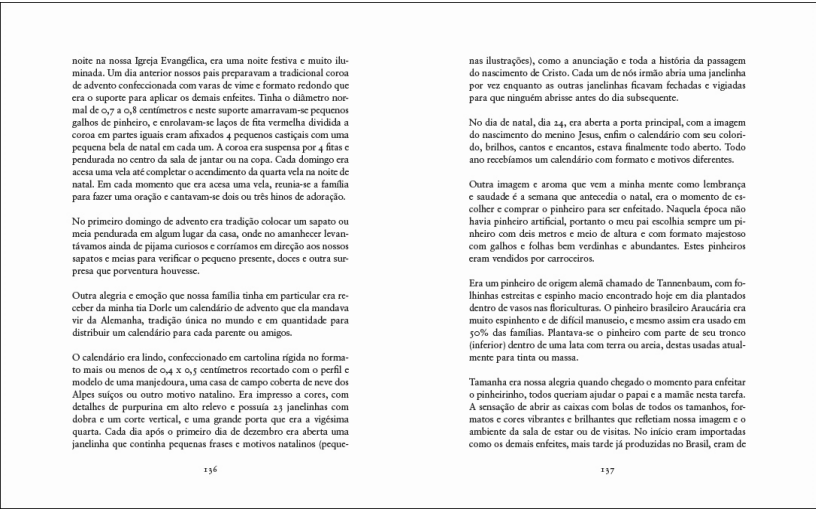 noite na nossa Igreja Evangélica, era uma noite festiva e muito ilu-
minada. Um dia anterior nossos pais preparavam a tradicional coroa
de advento confeccionada com varas de vime e formato redondo que
era o suporte para aplicar os demais enfeites. Tinha o diâmetro nor-
mal de 0,7 a 0,8 centímetros e neste suporte amarravam-se pequenos
galhos de pinheiro, e enrolavam-se laços de fita vermelha dividida a
coroa em partes iguais eram afixados 4 pequenos castiçais com uma
pequena bela de natal em cada um. A coroa era suspensa por 4 fitas e
pendurada no centro da sala de jantar ou na copa. Cada domingo era
acesa uma vela até completar o acendimento da quarta vela na noite de
natal. Em cada momento que era acesa uma vela, reunia-se a família
para fazer uma oração e cantavam-se dois ou três hinos de adoração.

No primeiro domingo de advento era tradição colocar um sapato ou
meia pendurada em algum lugar da casa, onde no amanhecer levan-
távamos ainda de pijama curiosos e corríamos em direção aos nossos
sapatos e meias para verificar o pequeno presente, doces e outra sur-
presa que porventura houvesse.

Outra alegria e emoção que nossa família tinha em particular era re-
ceber da minha tia Dorle um calendário de advento que ela mandava
vir da Alemanha, tradição única no mundo e em quantidade para
distribuir um calendário para cada parente ou amigos.

O calendário era lindo, confeccionado em cartolina rígida no forma-
to mais ou menos de 0,4 x 0,5 centímetros recortado com o perfil e
modelo de uma manjedoura, uma casa de campo coberta de neve dos
Alpes suíços ou outro motivo natalino. Era impresso a cores, com
detalhes de purpurina em alto relevo e possuía 23 janelinhas com
dobra e um corte vertical, e uma grande porta que era a vigésima
quarta. Cada dia após o primeiro dia de dezembro era aberta uma
janelinha que continha pequenas frases e motivos natalinos (peque-
136

nas ilustrações), como a anunciação e toda a história da passagem
do nascimento de Cristo. Cada um de nós irmão abria uma janelinha
por vez enquanto as outras janelinhas ficavam fechadas e vigiadas
para que ninguém abrisse antes do dia subsequente.

No dia de natal, dia 24, era aberta a porta principal, com a imagem
do nascimento do menino Jesus, enfim o calendário com seu colori-
do, brilhos, cantos e encantos, estava finalmente todo aberto. Todo
ano recebíamos um calendário com formato e motivos diferentes.

Outra imagem e aroma que vem a minha mente como lembrança
e saudade é a semana que antecedia o natal, era o momento de es-
colher e comprar o pinheiro para ser enfeitado. Naquela época não
havia pinheiro artificial, portanto o meu pai escolhia sempre um pi-
nheiro com deis metros e meio de altura e com formato majestoso
com galhos e folhas bem verdinhas e abundantes. Estes pinheiros
eram vendidos por carroceiros.

Era um pinheiro de origem alemã chamado de Tannenbaum, com fo-
lhinhas estreitas e espinho macio encontrado hoje em dia plantados
dentro de vasos nas floriculturas. O pinheiro brasileiro Araucária era
muito espinhento e de difícil manuseio, e mesmo assim era usado em
50% das famílias. Plantava-se o pinheiro com parte de seu tronco
(inferior) dentro de uma lata com terra ou areia, destas usadas atual-
mente para tinta ou massa.

Tamanha era nossa alegria quando chegado o momento para enfeitar
o pinheirinho, todos queriam ajudar o papai e a mamãe nesta tarefa.
A sensação de abrir as caixas com bolas de todos os tamanhos, for-
matos e cores vibrantes e brilhantes que refletiam nossa imagem e o
ambiente da sala de estar ou de visitas. No início eram importadas
como os demais enfeites, mais tarde já produzidas no Brasil, eram de
137